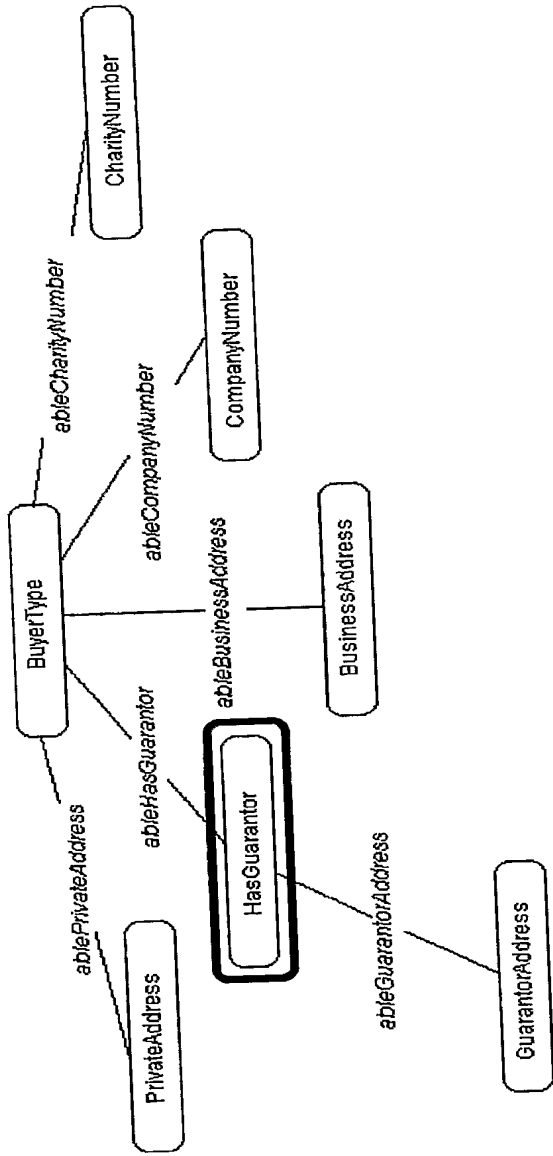 BuyerType
ablePrivateAddress
ableHasGuarantor
ableBusinessAddress
ableCompanyNumber
ableCharityNumber
PrivateAddress
HasGuarantor
BusinessAddress
CompanyNumber
CharityNumber
ableGuarantorAddress
GuarantorAddress